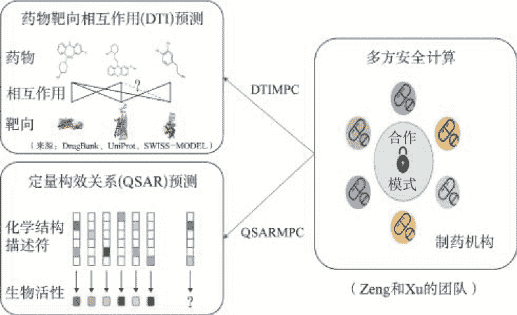 药物靶向相互作用(DTI)预测
药物
相互作用
?
靶向
(来源：DrugBank、UniProt、SWISS-MODEL)
定量构效关系(QSAR)预测
化学结构
描述符
生物活性
?
DTIMPC
QSARMPC
多方安全计算
合作
模式
制药机构
(Zeng和Xu的团队)